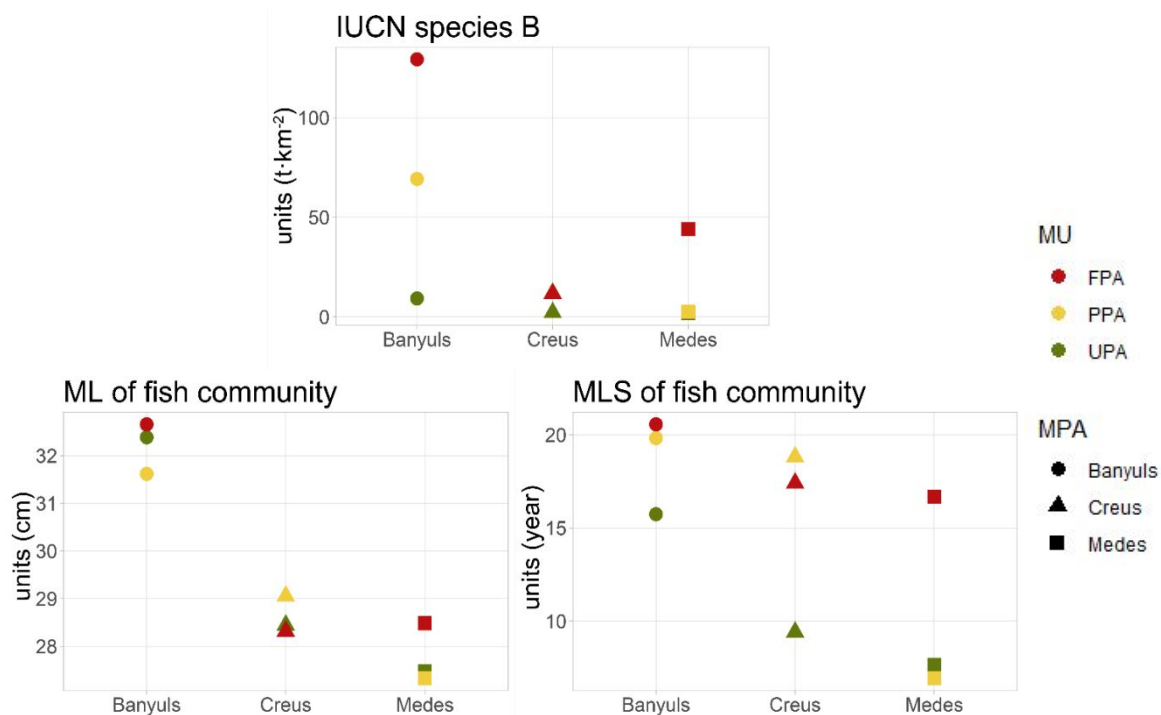 IUCN species B
units (t·km⁻²)
100
50
0
Banyuls Creus Medes
MU
FPA
PPA
UPA
MPA
Banyuls
Creus
Medes
ML of fish community
units (cm)
32
31
30
29
28
Banyuls Creus Medes
MLS of fish community
units (year)
20
15
10
Banyuls Creus Medes